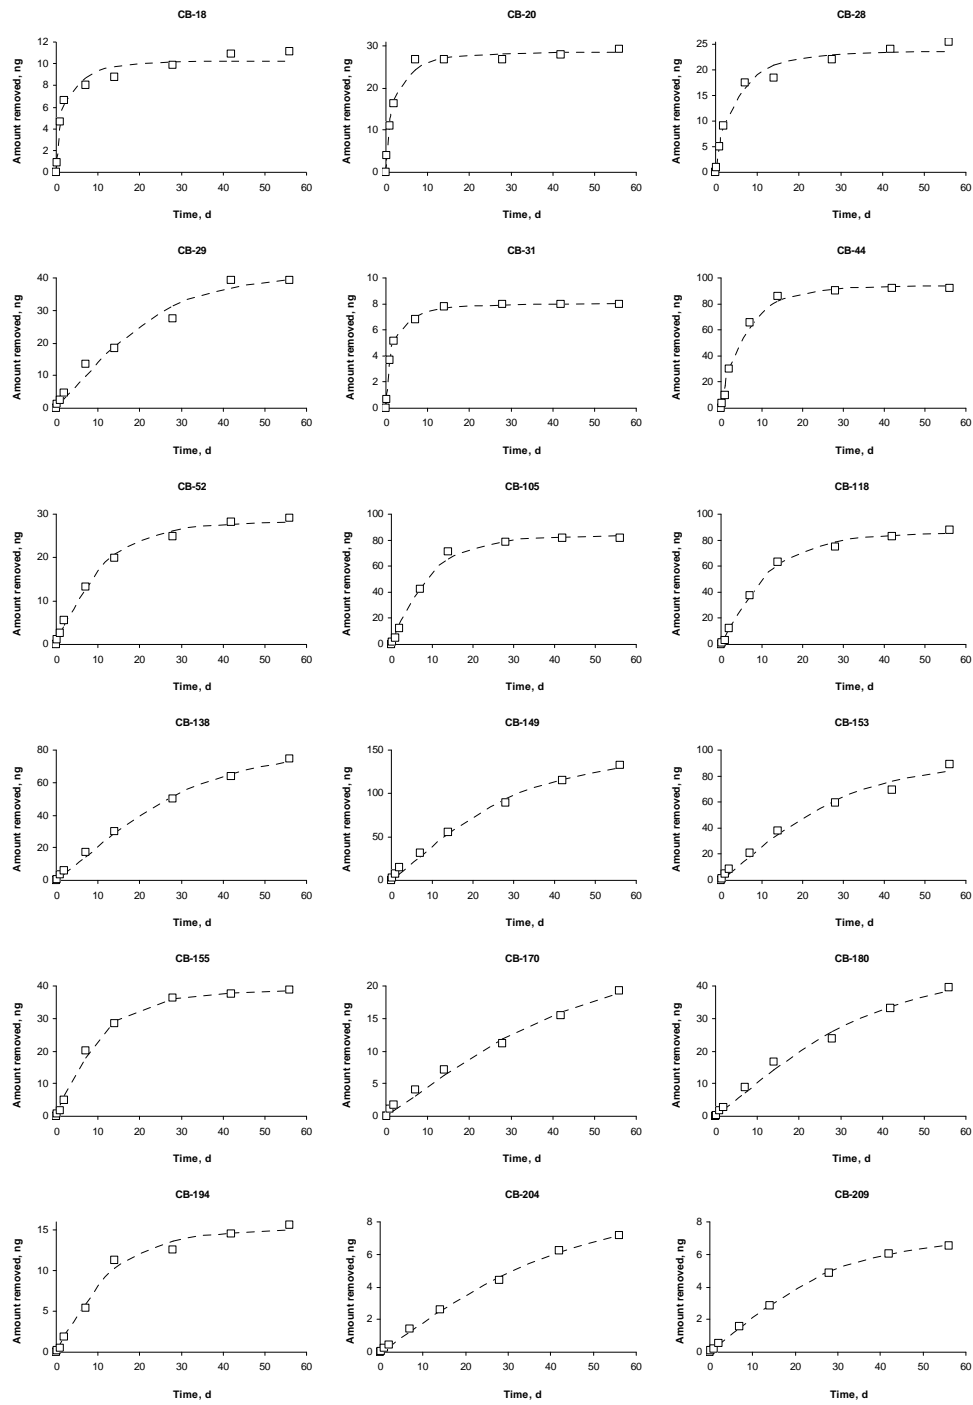 CB-18
Amount removed, ng
12
10
8
6
4
2
0
0 10 20 30 40 50 60
Time, d
CB-20
Amount removed, ng
30
20
10
0
0 10 20 30 40 50 60
Time, d
CB-28
Amount removed, ng
25
20
15
10
5
0
0 10 20 30 40 50 60
Time, d
CB-29
Amount removed, ng
40
30
20
10
0
0 10 20 30 40 50 60
Time, d
CB-31
Amount removed, ng
10
8
6
4
2
0
0 10 20 30 40 50 60
Time, d
CB-44
Amount removed, ng
100
80
60
40
20
0
0 10 20 30 40 50 60
Time, d
CB-52
Amount removed, ng
30
20
10
0
0 10 20 30 40 50 60
Time, d
CB-105
Amount removed, ng
100
80
60
40
20
0
0 10 20 30 40 50 60
Time, d
CB-118
Amount removed, ng
100
80
60
40
20
0
0 10 20 30 40 50 60
Time, d
CB-138
Amount removed, ng
80
60
40
20
0
0 10 20 30 40 50 60
Time, d
CB-149
Amount removed, ng
150
100
50
0
0 10 20 30 40 50 60
Time, d
CB-153
Amount removed, ng
100
80
60
40
20
0
0 10 20 30 40 50 60
Time, d
CB-155
Amount removed, ng
40
30
20
10
0
0 10 20 30 40 50 60
Time, d
CB-170
Amount removed, ng
20
15
10
5
0
0 10 20 30 40 50 60
Time, d
CB-180
Amount removed, ng
40
30
20
10
0
0 10 20 30 40 50 60
Time, d
CB-194
Amount removed, ng
15
10
5
0
0 10 20 30 40 50 60
Time, d
CB-204
Amount removed, ng
8
6
4
2
0
0 10 20 30 40 50 60
Time, d
CB-209
Amount removed, ng
8
6
4
2
0
0 10 20 30 40 50 60
Time, d